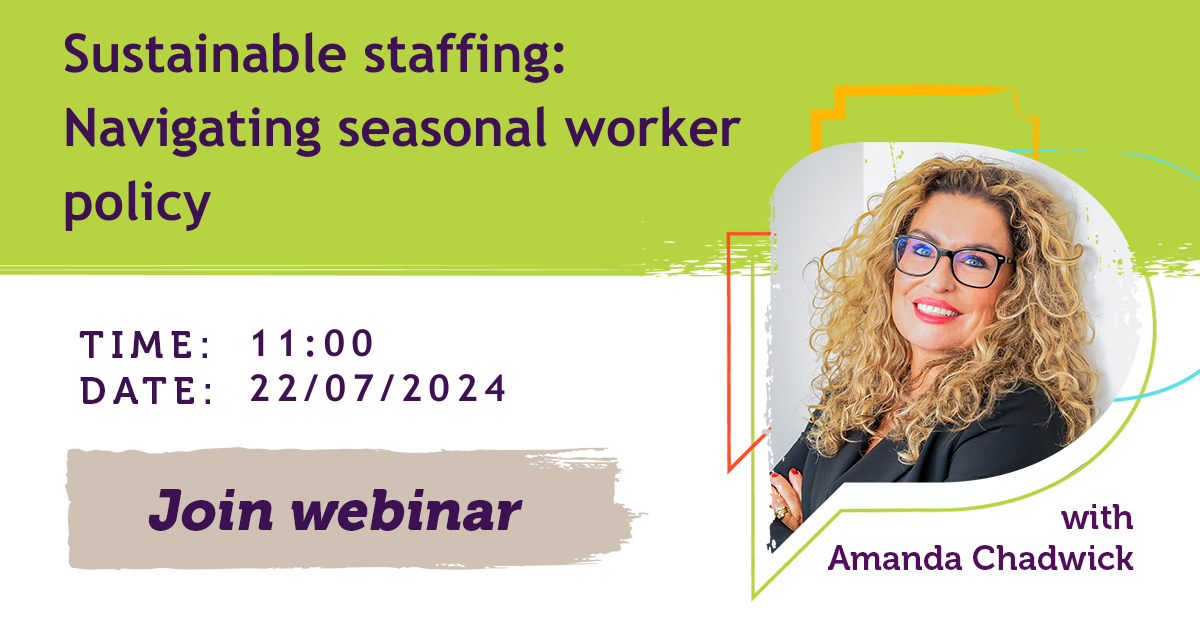 Sustainable staffing:
Navigating seasonal worker
policy
TIME: 11:00
DATE: 22/07/2024
Join webinar
with
Amanda Chadwick